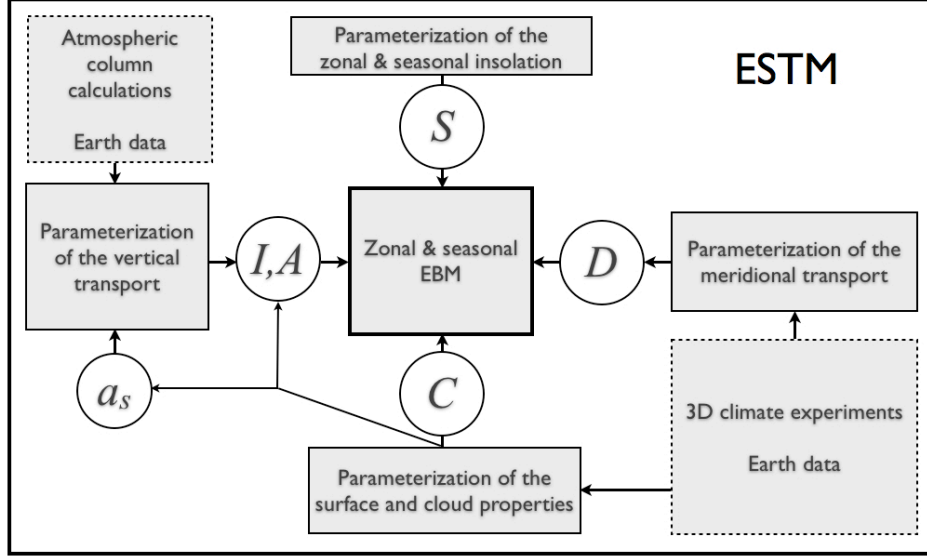 Atmospheric
column
calculations
Earth data
Parameterization of the
zonal & seasonal insolation
ESTM
S
Parameterization
of the vertical
transport
I,A
Zonal & seasonal
EBM
D
Parameterization of the
meridional transport
a_s
C
3D climate experiments
Earth data
Parameterization of the
surface and cloud properties